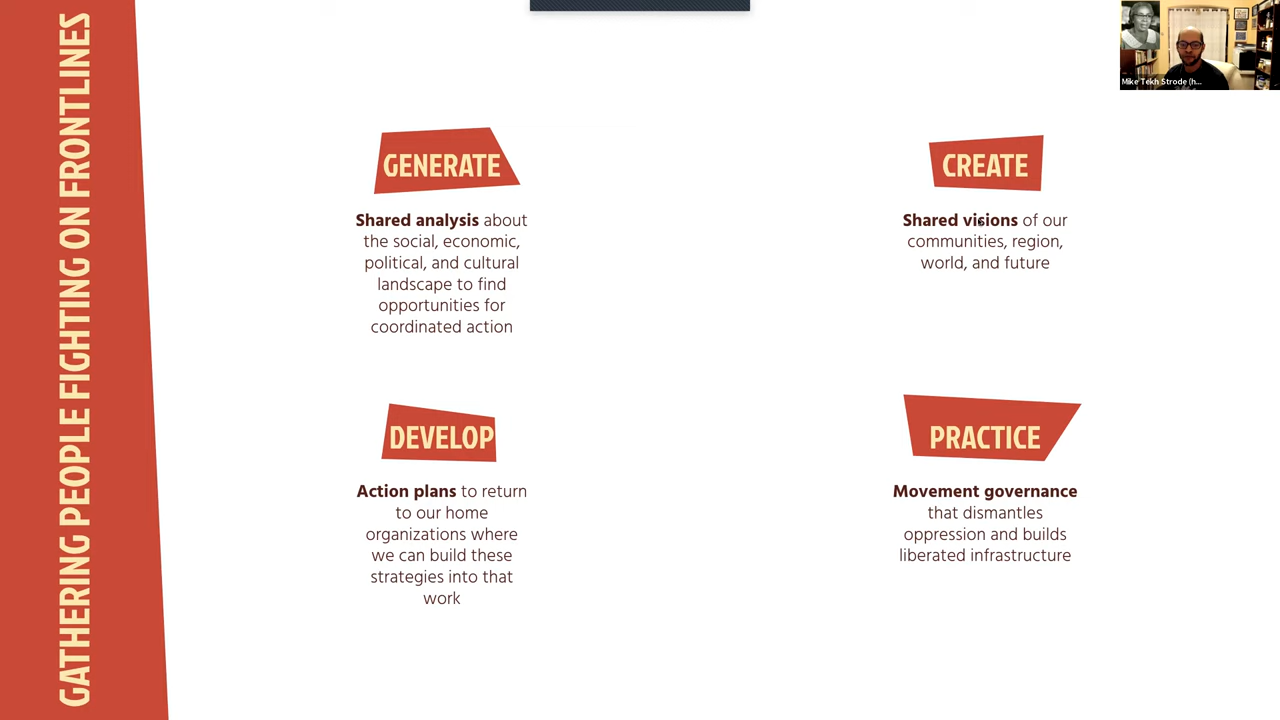 GATHERING PEOPLE FIGHTING ON FRONTLINES
GENERATE
Shared analysis about
the social, economic,
political, and cultural
landscape to find
opportunities for
coordinated action
CREATE
Shared visions of our
communities, region,
world, and future
DEVELOP
Action plans to return
to our home
organizations where
we can build these
strategies into that
work
PRACTICE
Movement governance
that dismantles
oppression and builds
liberated infrastructure
Mike Tekh Strode (h...